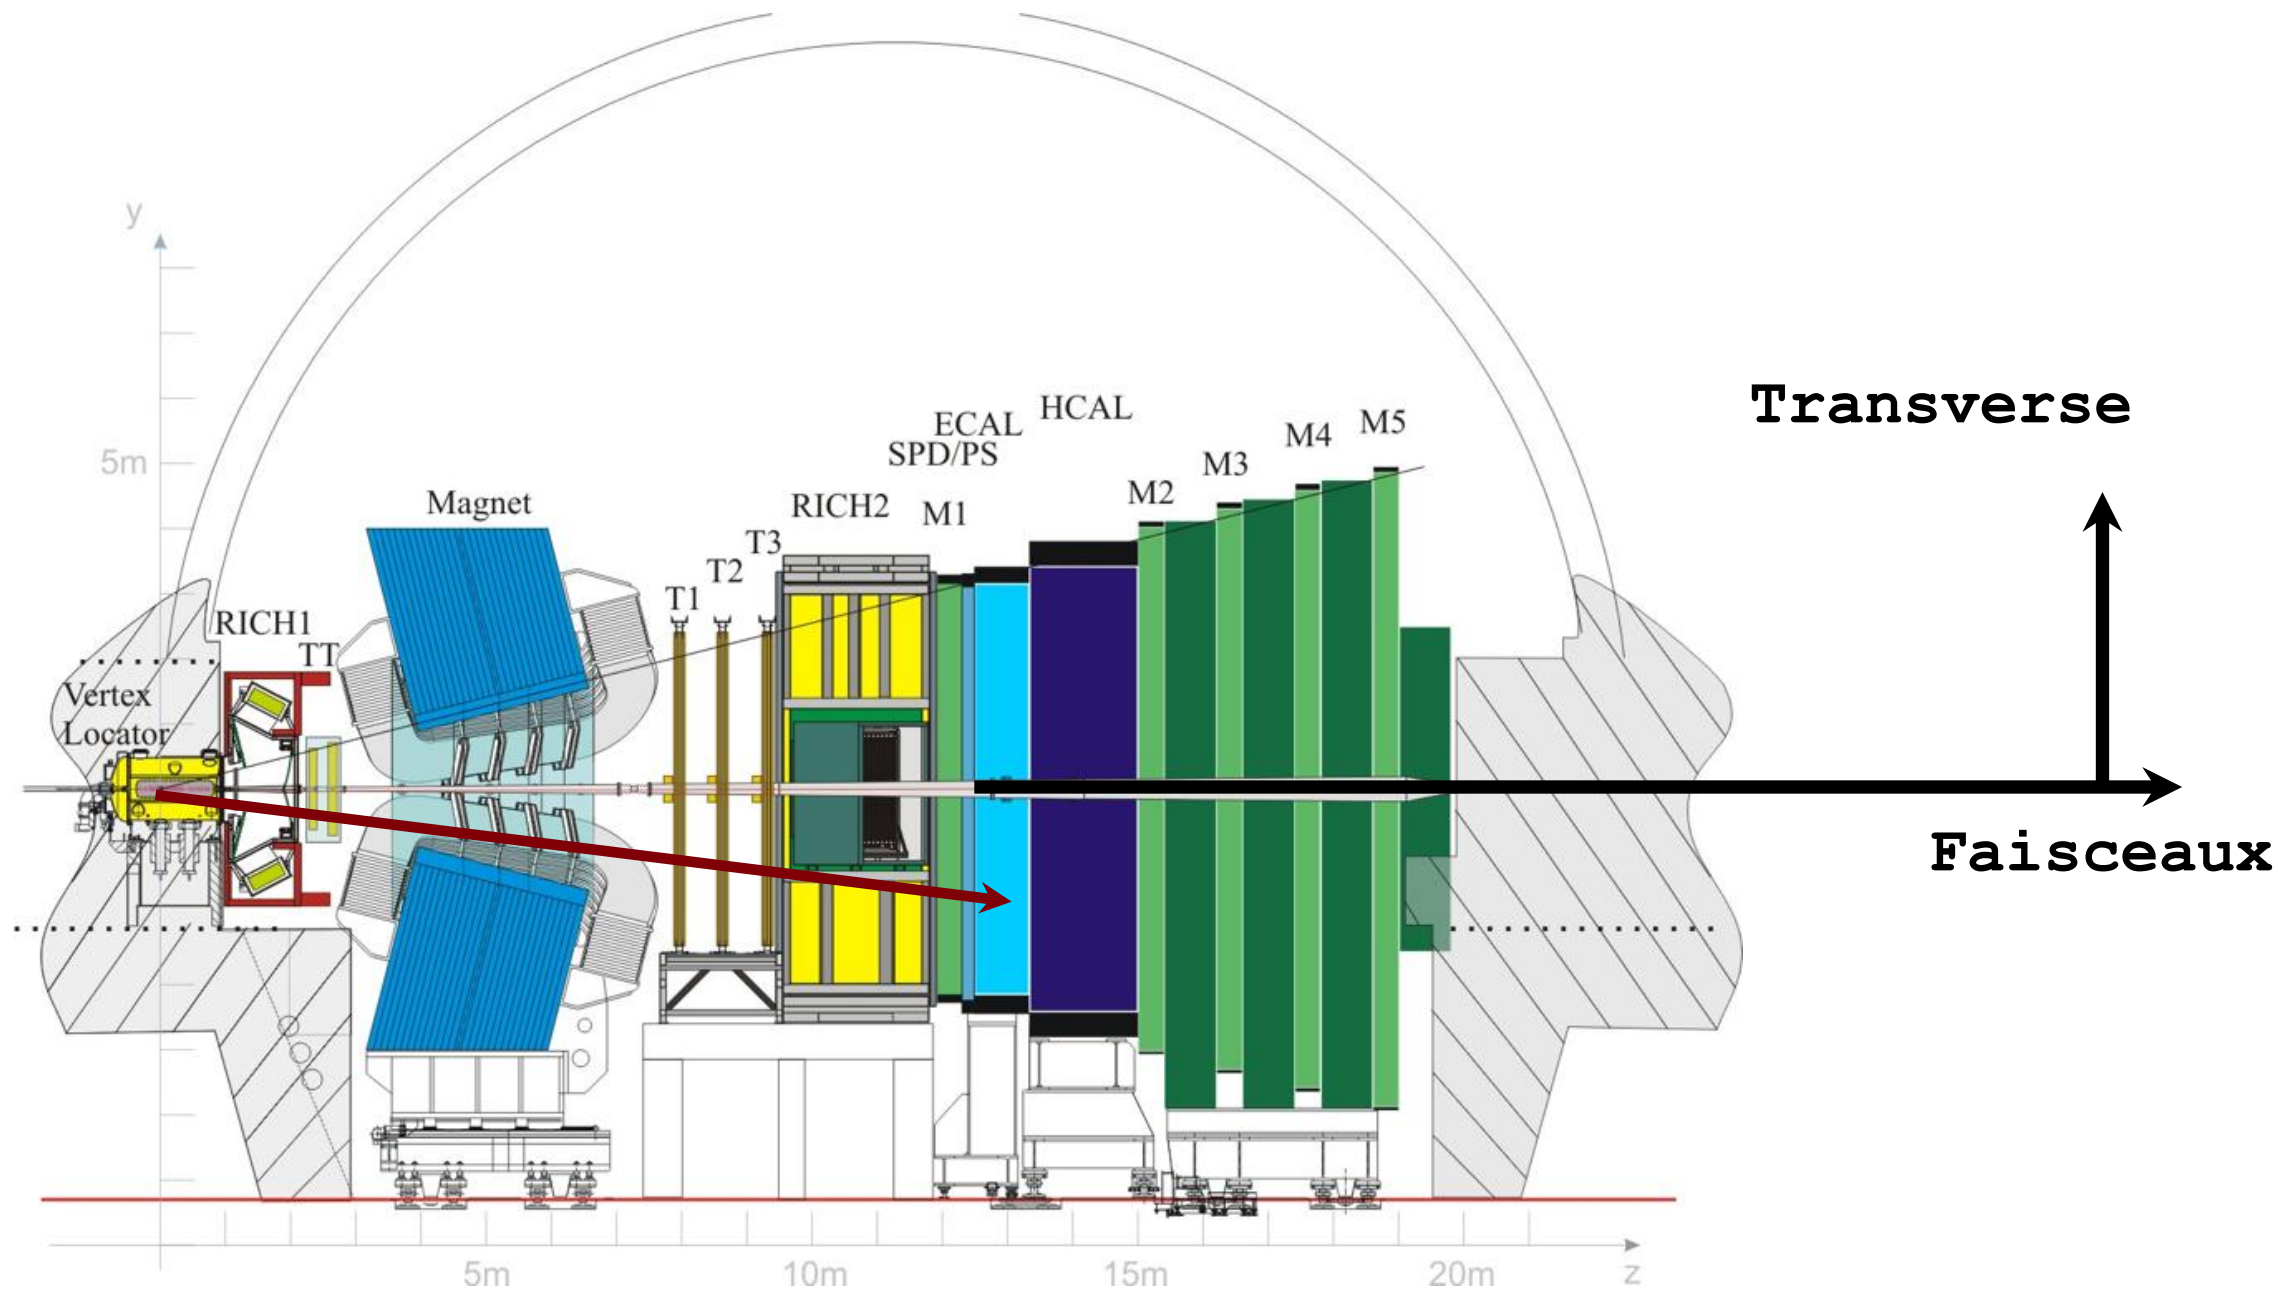 y
5m
Vertex
Locator
RICH1
TT
Magnet
T1
T2
T3
RICH2
M1
SPD/PS
ECAL
HCAL
M2
M3
M4
M5
Transverse
Faisceaux
5m
10m
15m
20m
z